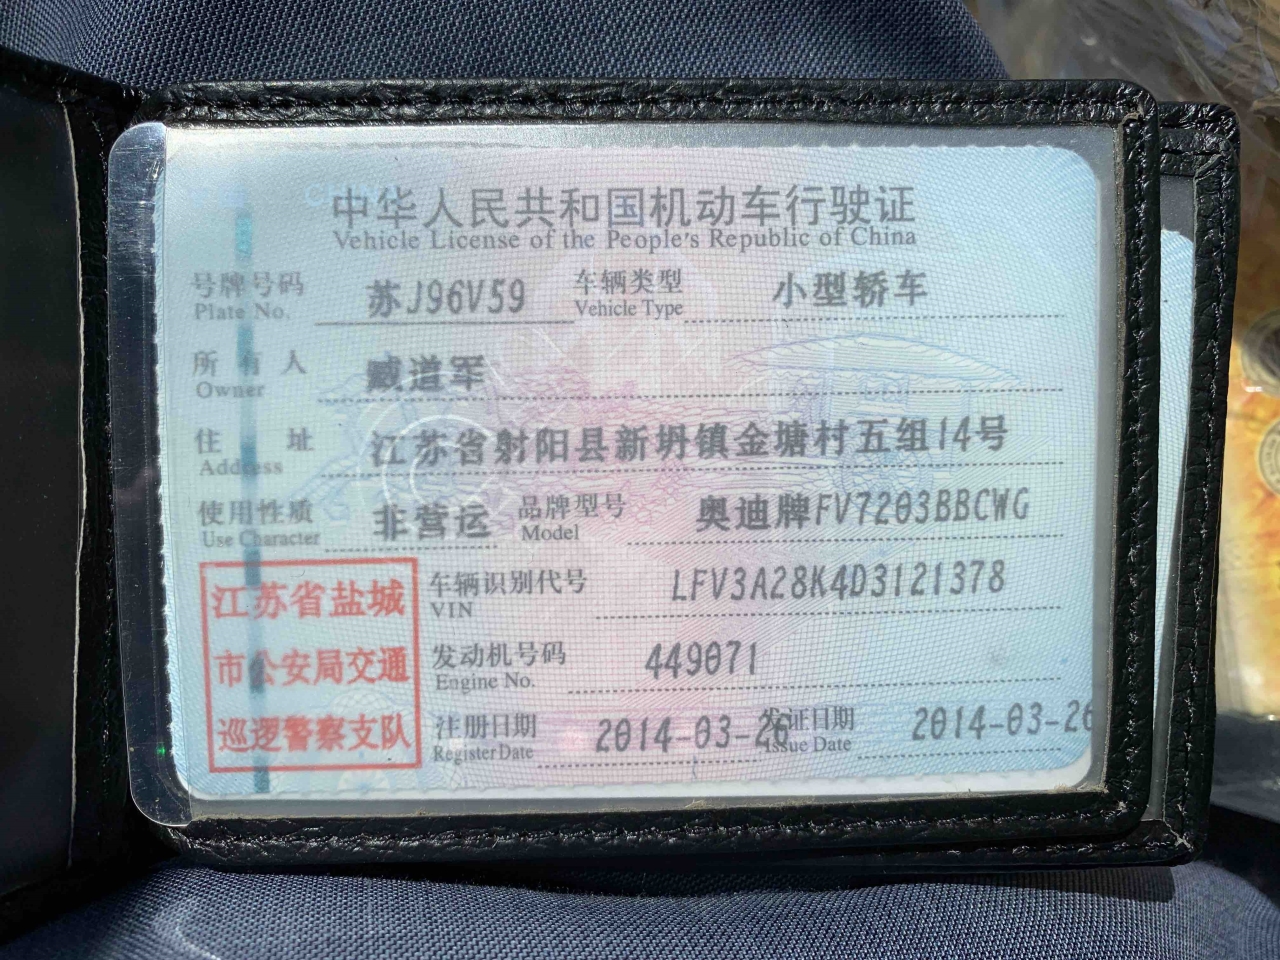 中华人民共和国机动车行驶证
Vehicle License of the People's Republic of China
号牌号码 苏J96V59 车辆类型 小型轿车
Plate No. Vehicle Type
所有人 臧道军
Owner
住址 江苏省射阳县新坍镇金塘村五组14号
Address
使用性质 非营运 品牌型号 奥迪牌FV7203BBCWG
Use Character Model
江苏省盐城
市公安局交通
巡逻警察支队
车辆识别代号 LFV3A28K4D3121378
VIN
发动机号码 449071
Engine No.
注册日期 2014-03-26 发证日期 2014-03-26
Register Date Issue Date